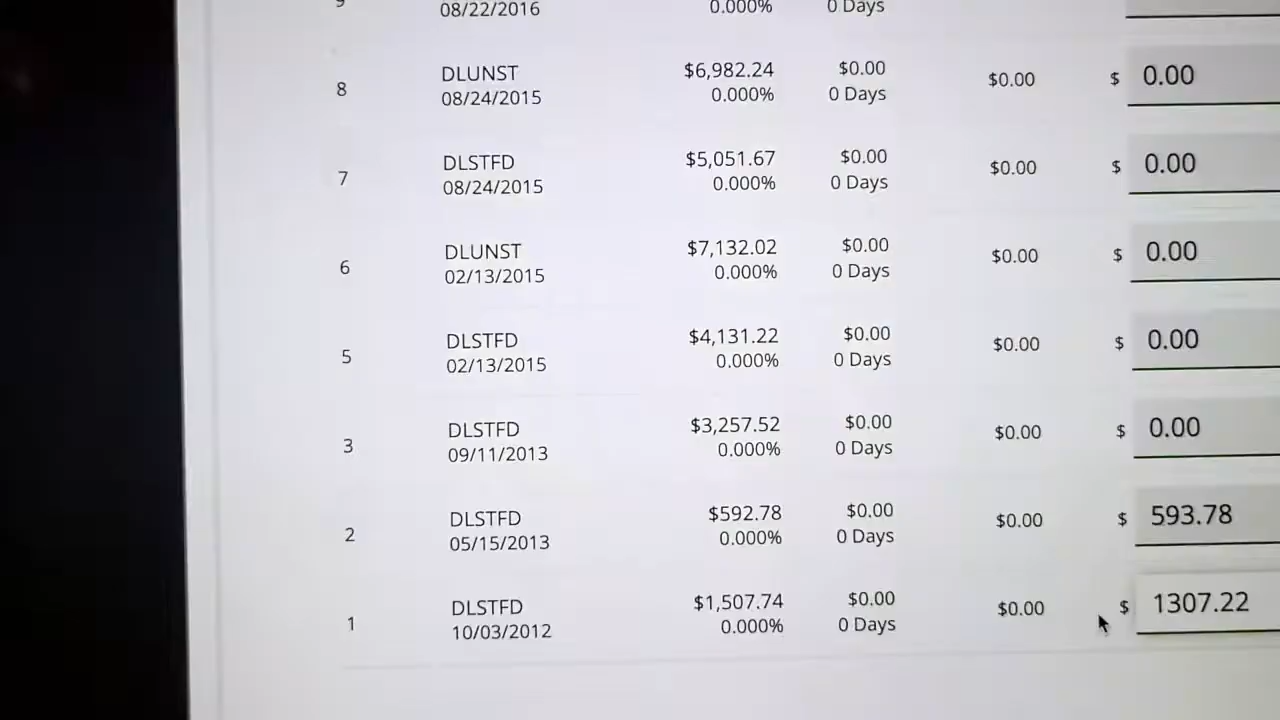 9 08/22/2016 0.000% 0 Days
DLUNST $6,982.24 $0.00
8 $0.00 $ 0.00
08/24/2015 0.000% 0 Days
DLSTFD $5,051.67 $0.00
7 $0.00 $ 0.00
08/24/2015 0.000% 0 Days
DLUNST $7,132.02 $0.00
6 $0.00 $ 0.00
02/13/2015 0.000% 0 Days
DLSTFD $4,131.22 $0.00
5 $0.00 $ 0.00
02/13/2015 0.000% 0 Days
DLSTFD $3,257.52 $0.00
3 $0.00 $ 0.00
09/11/2013 0.000% 0 Days
DLSTFD $592.78 $0.00
2 $0.00 $ 593.78
05/15/2013 0.000% 0 Days
DLSTFD $1,507.74 $0.00
1 $0.00 $ 1307.22
10/03/2012 0.000% 0 Days